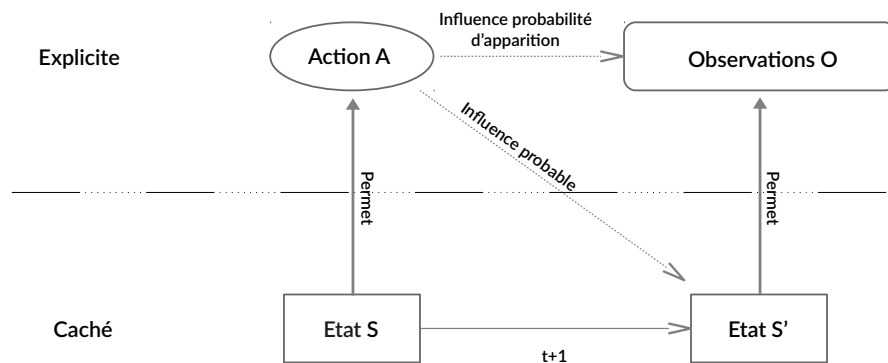 Influence probabilité
d'apparition
Explicite
Action A
Observations O
Influence probable
Permet
Permet
Caché
Etat S
Etat S'
t+1